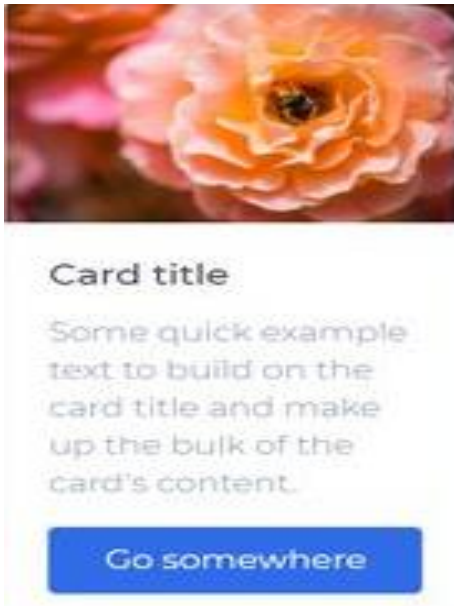 Card title
Some quick example
text to build on the
card title and make
up the bulk of the
card's content.
Go somewhere